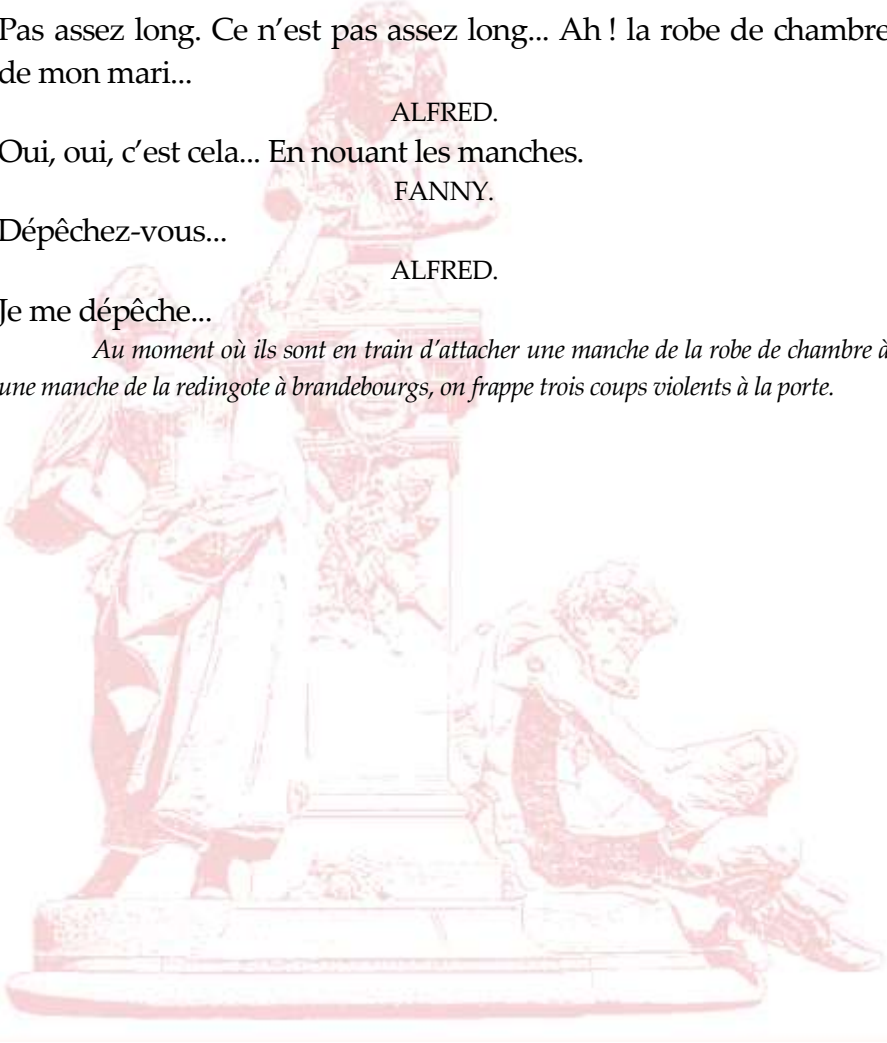 Pas assez long. Ce n’est pas assez long... Ah ! la robe de chambre
de mon mari...
ALFRED.
Oui, oui, c’est cela... En nouant les manches.
FANNY.
Dépêchez-vous...
ALFRED.
Je me dépêche...
Au moment où ils sont en train d’attacher une manche de la robe de chambre à
une manche de la redingote à brandebourgs, on frappe trois coups violents à la porte.